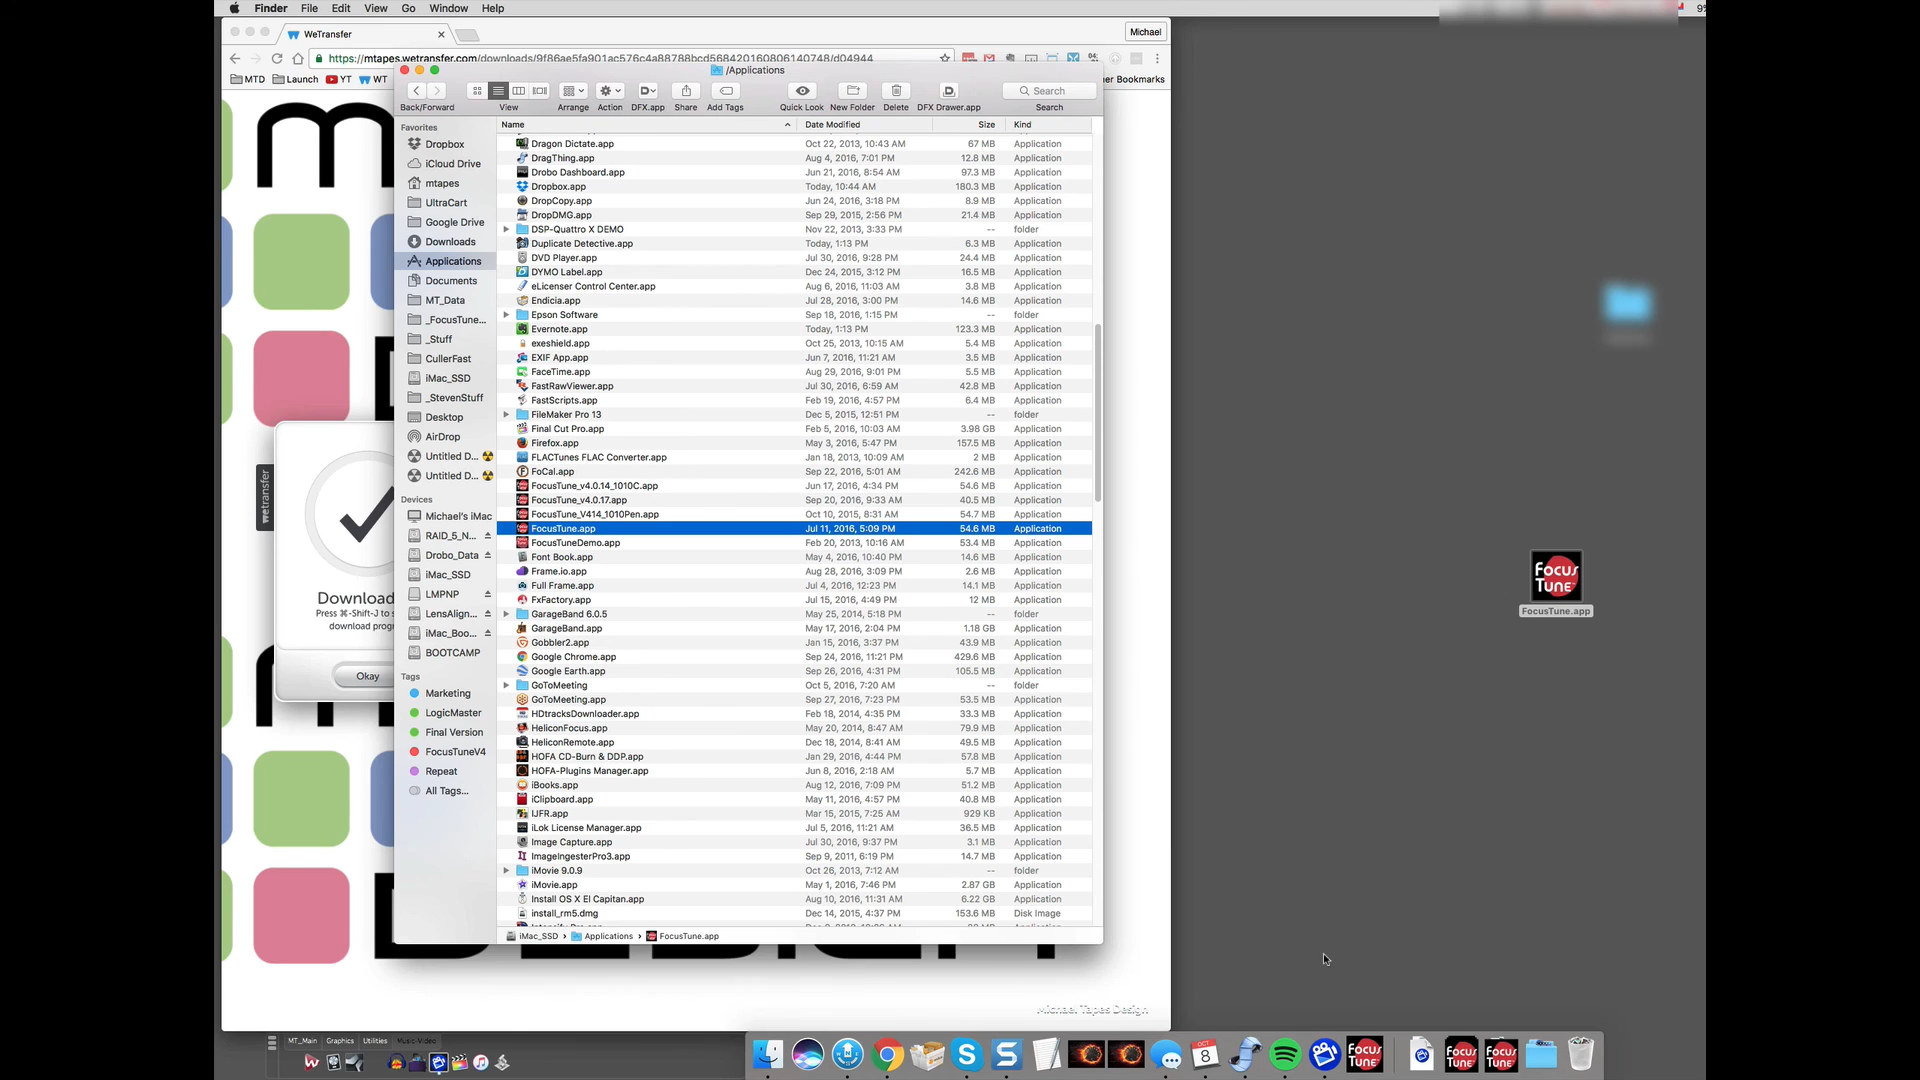 Finder File Edit View Go Window Help
WeTransfer
Michael
https://mtapes.wetransfer.com/downloads/9f86ae5fa901ac576c4a88788bcd568420160806140748/d04944
MTD Launch YT WT
er Bookmarks
/Applications
Back/Forward View Arrange Action DFX.app Share Add Tags Quick Look New Folder Delete DFX Drawer.app Search
Search
Favorites
Dropbox
iCloud Drive
mtapes
UltraCart
Google Drive
Downloads
Applications
Documents
MT_Data
_FocusTune...
_Stuff
CullerFast
iMac_SSD
_StevenStuff
Desktop
AirDrop
Untitled D...
Untitled D...
Devices
Michael's iMac
RAID_5_N...
Drobo_Data
iMac_SSD
LMPNP
LensAlign...
iMac_Boo...
BOOTCAMP
Tags
Marketing
LogicMaster
Final Version
FocusTuneV4
Repeat
All Tags...
Name Date Modified Size Kind
Dragon Dictate.app Oct 22, 2013, 10:43 AM 67 MB Application
DragThing.app Aug 4, 2016, 7:01 PM 12.8 MB Application
Drobo Dashboard.app Jun 21, 2016, 8:54 AM 97.3 MB Application
Dropbox.app Today, 10:44 AM 180.3 MB Application
DropCopy.app Jun 24, 2016, 3:18 PM 8.9 MB Application
DropDMG.app Sep 29, 2015, 2:56 PM 21.4 MB Application
DSP-Quattro X DEMO Nov 22, 2013, 3:33 PM -- folder
Duplicate Detective.app Today, 1:13 PM 6.3 MB Application
DVD Player.app Jul 30, 2016, 9:28 PM 24.4 MB Application
DYMO Label.app Dec 24, 2015, 3:12 PM 16.5 MB Application
eLicenser Control Center.app Aug 6, 2016, 11:03 AM 3.8 MB Application
Endicia.app Jul 28, 2016, 3:00 PM 14.6 MB Application
Epson Software Sep 18, 2016, 1:15 PM -- folder
Evernote.app Today, 1:13 PM 123.3 MB Application
exeshield.app Oct 25, 2013, 10:15 AM 5.4 MB Application
EXIF App.app Jun 7, 2016, 11:21 AM 3.5 MB Application
FaceTime.app Aug 29, 2016, 9:01 PM 5.5 MB Application
FastRawViewer.app Jul 30, 2016, 6:59 AM 42.8 MB Application
FastScripts.app Feb 19, 2016, 4:57 PM 6.4 MB Application
FileMaker Pro 13 Dec 5, 2015, 12:51 PM -- folder
Final Cut Pro.app Feb 5, 2016, 10:03 AM 3.98 GB Application
Firefox.app May 3, 2016, 5:47 PM 157.5 MB Application
FLACTunes FLAC Converter.app Jan 18, 2013, 10:09 AM 2 MB Application
FoCal.app Sep 22, 2016, 5:01 AM 242.6 MB Application
FocusTune_v4.0.14_1010C.app Jun 17, 2016, 4:34 PM 54.6 MB Application
FocusTune_v4.0.17.app Sep 20, 2016, 9:33 AM 40.5 MB Application
FocusTune_V414_1010Pen.app Oct 10, 2015, 8:31 AM 54.7 MB Application
FocusTune.app Jul 11, 2016, 5:09 PM 54.6 MB Application
FocusTuneDemo.app Feb 20, 2013, 10:16 AM 53.4 MB Application
Font Book.app May 4, 2016, 10:40 PM 14.6 MB Application
Frame.io.app Aug 28, 2016, 3:09 PM 2.6 MB Application
Full Frame.app Jul 4, 2016, 12:23 PM 14.1 MB Application
FxFactory.app Jul 15, 2016, 4:49 PM 12 MB Application
GarageBand 6.0.5 May 25, 2014, 5:18 PM -- folder
GarageBand.app May 17, 2016, 2:04 PM 1.18 GB Application
Gobbler2.app Jan 15, 2016, 3:37 PM 43.9 MB Application
Google Chrome.app Sep 24, 2016, 11:21 PM 429.6 MB Application
Google Earth.app Sep 26, 2016, 4:31 PM 105.5 MB Application
GoToMeeting Oct 5, 2016, 7:20 AM -- folder
GoToMeeting.app Sep 27, 2016, 7:23 PM 53.5 MB Application
HDtracksDownloader.app Feb 18, 2014, 4:35 PM 33.3 MB Application
HeliconFocus.app May 20, 2014, 8:47 AM 79.9 MB Application
HeliconRemote.app Dec 18, 2014, 8:41 AM 49.5 MB Application
HOFA CD-Burn & DDP.app Jan 29, 2016, 4:44 PM 57.8 MB Application
HOFA-Plugins Manager.app Jun 8, 2016, 2:18 AM 5.7 MB Application
iBooks.app Aug 12, 2016, 7:09 PM 51.2 MB Application
iClipboard.app May 11, 2016, 4:57 PM 40.8 MB Application
IJFR.app Mar 15, 2015, 7:25 AM 929 KB Application
iLok License Manager.app Jul 5, 2016, 11:21 AM 36.5 MB Application
Image Capture.app Jul 30, 2016, 9:37 PM 3.1 MB Application
ImageIngesterPro3.app Sep 9, 2011, 6:19 PM 14.7 MB Application
iMovie 9.0.9 Oct 26, 2013, 7:12 AM -- folder
iMovie.app May 1, 2016, 7:46 PM 2.87 GB Application
Install OS X El Capitan.app Aug 10, 2016, 11:31 AM 6.22 GB Application
install_rm5.dmg Dec 14, 2015, 4:37 PM 153.6 MB Disk Image
iMac_SSD › Applications › FocusTune.app
wetransfer
Download
Press ⌘-Shift-J to
download prog
Okay
Focus
Tune
FocusTune.app
Michael Tapes Design
MT_Main Graphics Utilities Music-Video
OCT
8
Focus
Tune
Focus
Tune
Focus
Tune